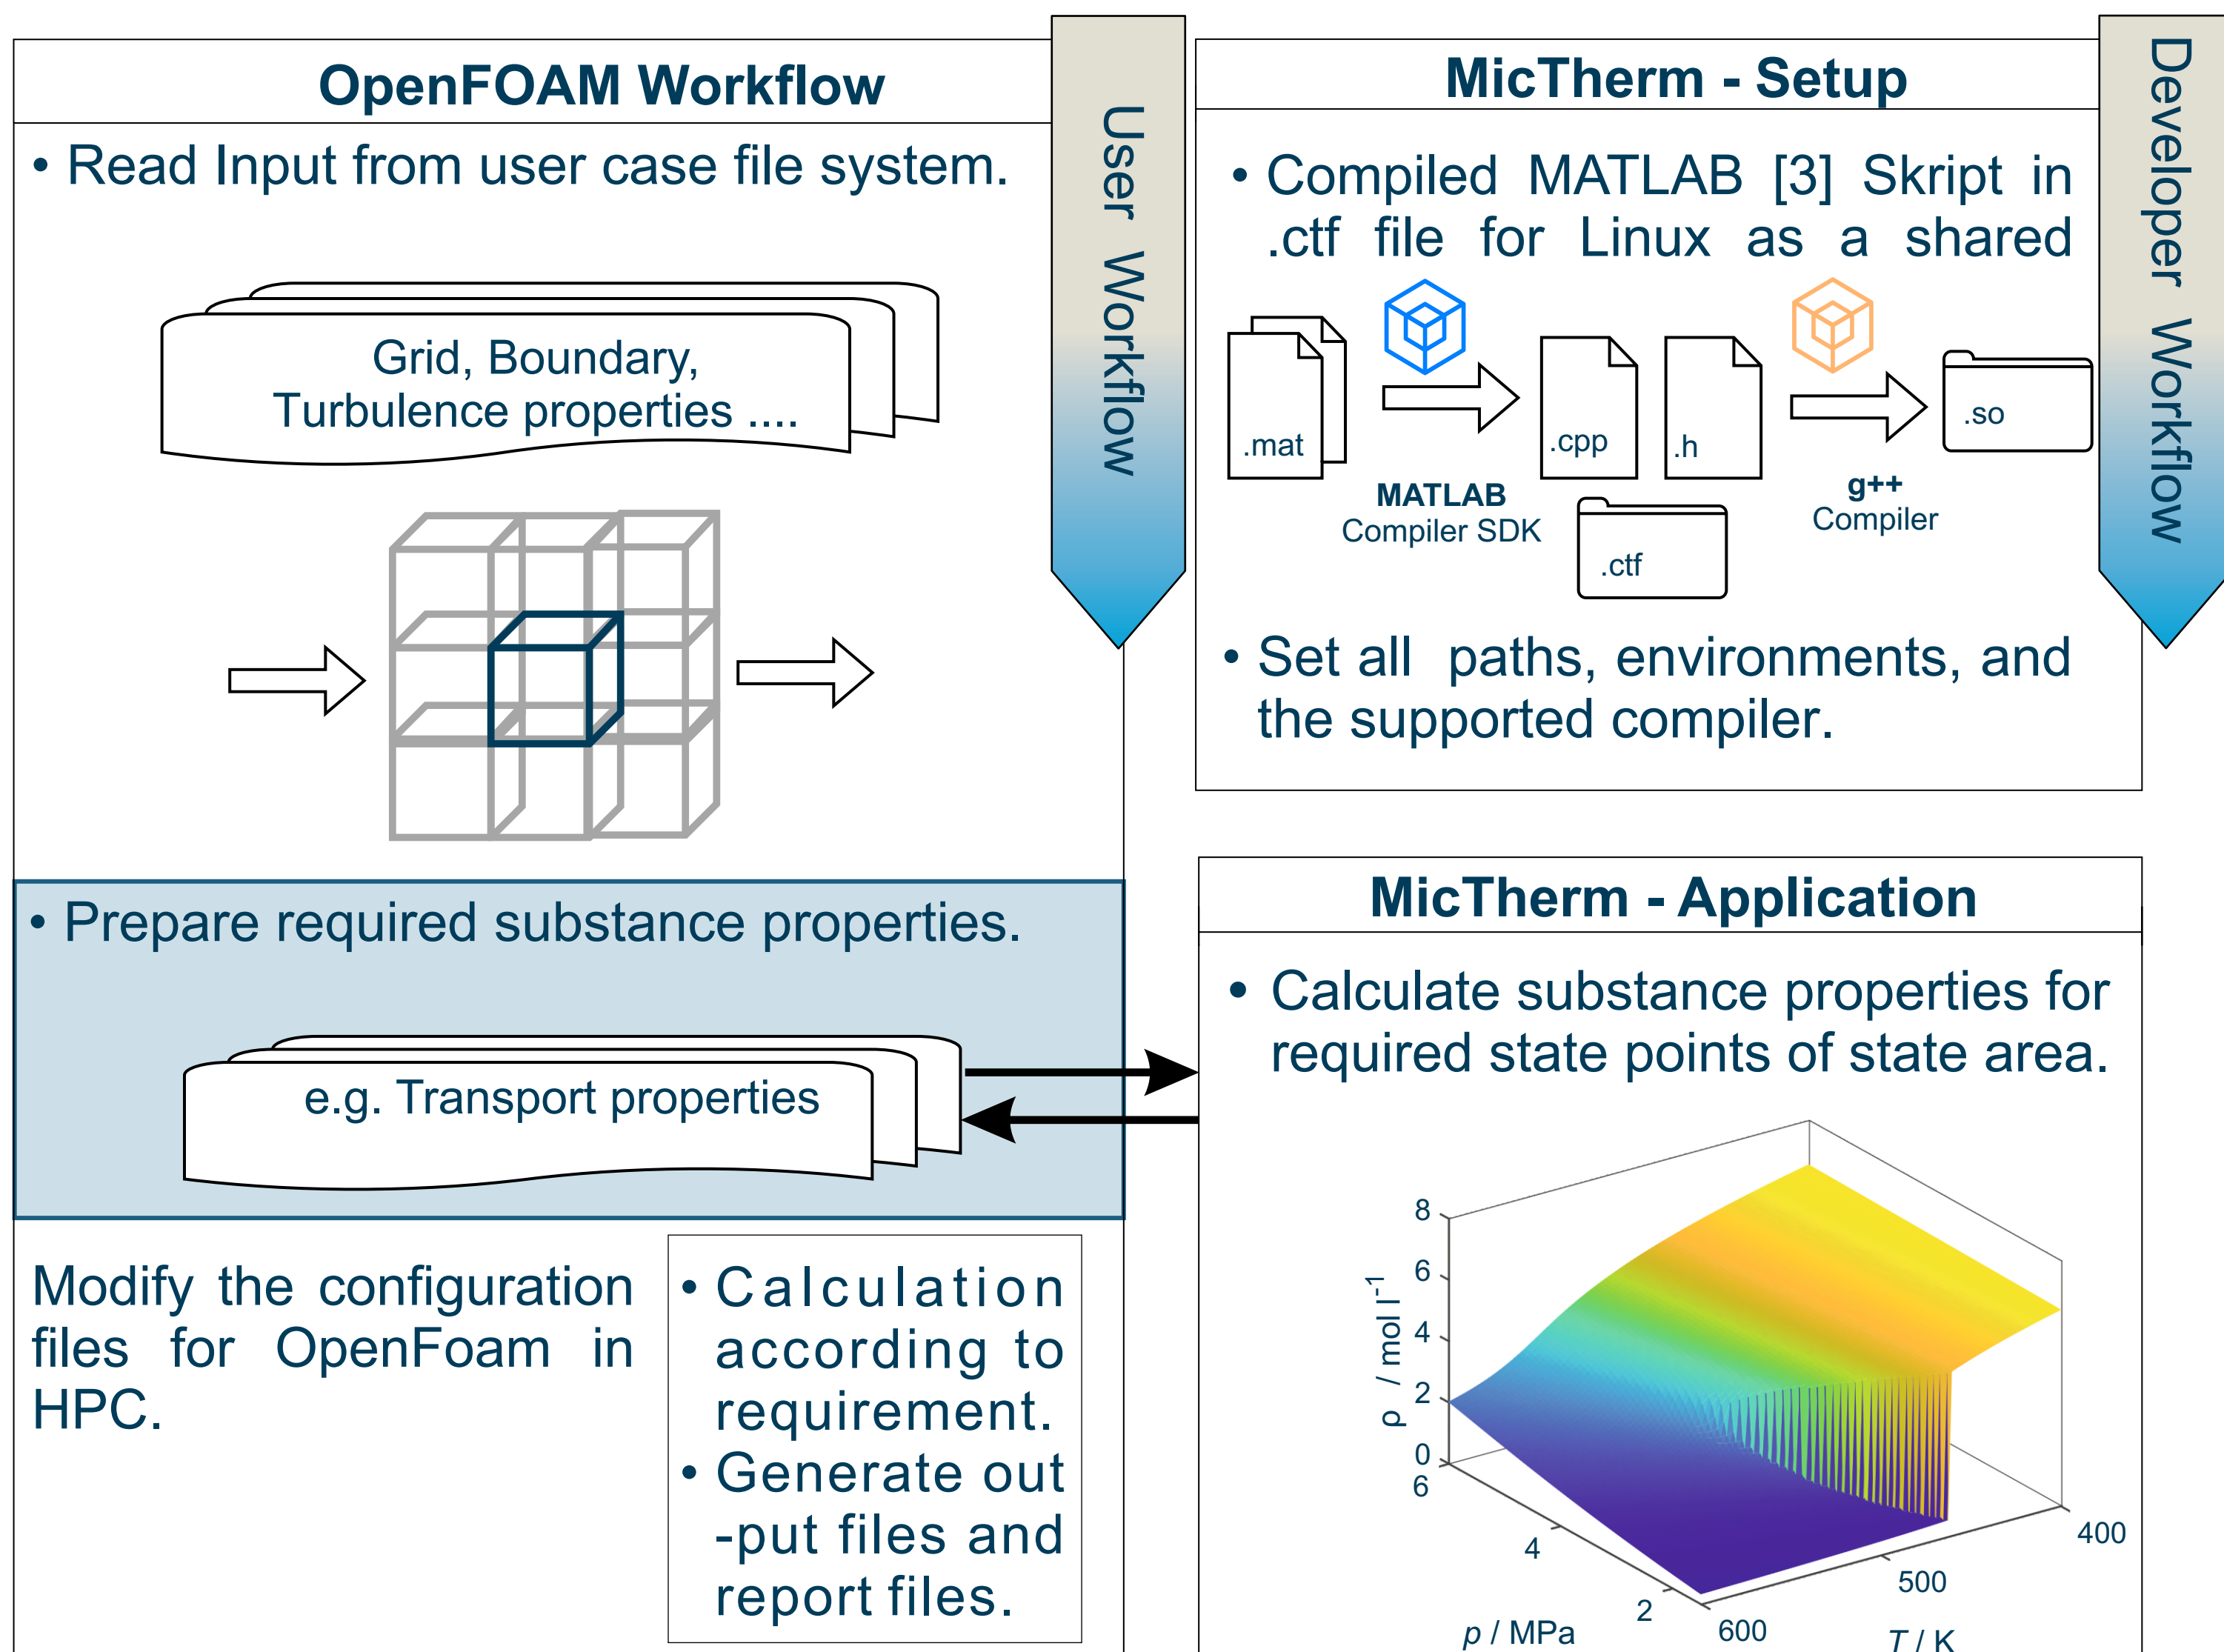 OpenFOAM Workflow
• Read Input from user case file system.
Grid, Boundary,
Turbulence properties ....
User Workflow
• Prepare required substance properties.
e.g. Transport properties
Modify the configuration
files for OpenFoam in
HPC.
• Calculation
according to
requirement.
• Generate out
-put files and
report files.
MicTherm - Setup
• Compiled MATLAB [3] Skript in
.ctf file for Linux as a shared
.mat
MATLAB
Compiler SDK
.cpp
.h
.ctf
g++
Compiler
.so
• Set all paths, environments, and
the supported compiler.
Developer Workflow
MicTherm - Application
• Calculate substance properties for
required state points of state area.
ρ / mol l⁻¹
8
6
4
2
0
6
4
2
p / MPa
600
500
400
T / K